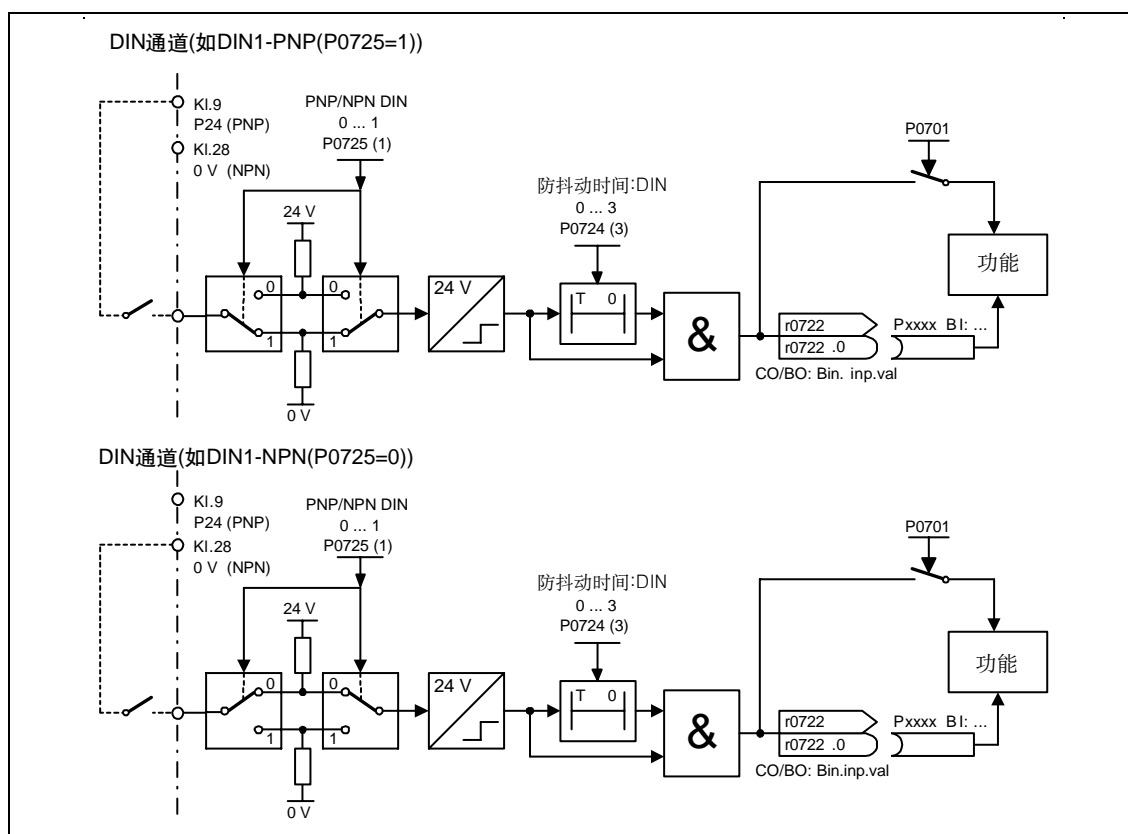 DIN通道(如DIN1-PNP(P0725=1))
Kl.9
P24 (PNP)
Kl.28
0 V (NPN)
PNP/NPN DIN
0 ... 1
P0725 (1)
24 V
0
0
1
1
0 V
24 V
防抖动时间:DIN
0 ... 3
P0724 (3)
T 0
&
P0701
功能
r0722
r0722 .0
Pxxxx BI: ...
CO/BO: Bin. inp.val
DIN通道(如DIN1-NPN(P0725=0))
Kl.9
P24 (PNP)
Kl.28
0 V (NPN)
PNP/NPN DIN
0 ... 1
P0725 (1)
24 V
0
0
1
1
0 V
24 V
防抖动时间:DIN
0 ... 3
P0724 (3)
T 0
&
P0701
功能
r0722
r0722 .0
Pxxxx BI: ...
CO/BO: Bin.inp.val